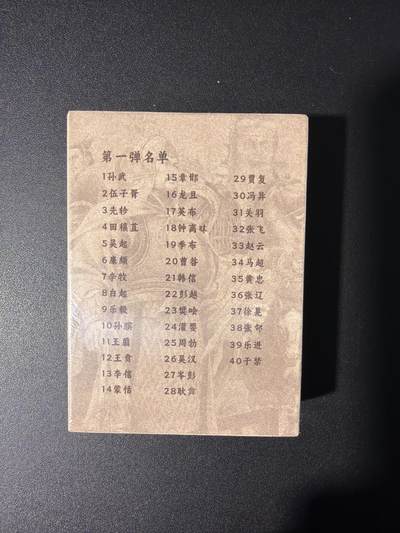 第一弹名单
1孙武
2伍子胥
3先轸
4田穰苴
5吴起
6廉颇
7李牧
8白起
9乐毅
10孙膑
11王翦
12王贲
13李信
14蒙恬
15章邯
16龙且
17英布
18钟离眜
19季布
20曹咎
21韩信
22彭越
23樊哙
24灌婴
25周勃
26吴汉
27岑彭
28耿弇
29贾复
30冯异
31关羽
32张飞
33赵云
34马超
35黄忠
36张辽
37徐晃
38张郃
39乐进
40于禁